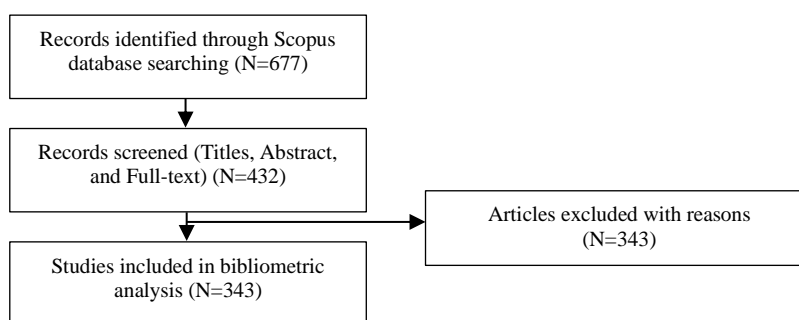 Records identified through Scopus
database searching (N=677)
Records screened (Titles, Abstract,
and Full-text) (N=432)
Articles excluded with reasons
(N=343)
Studies included in bibliometric
analysis (N=343)